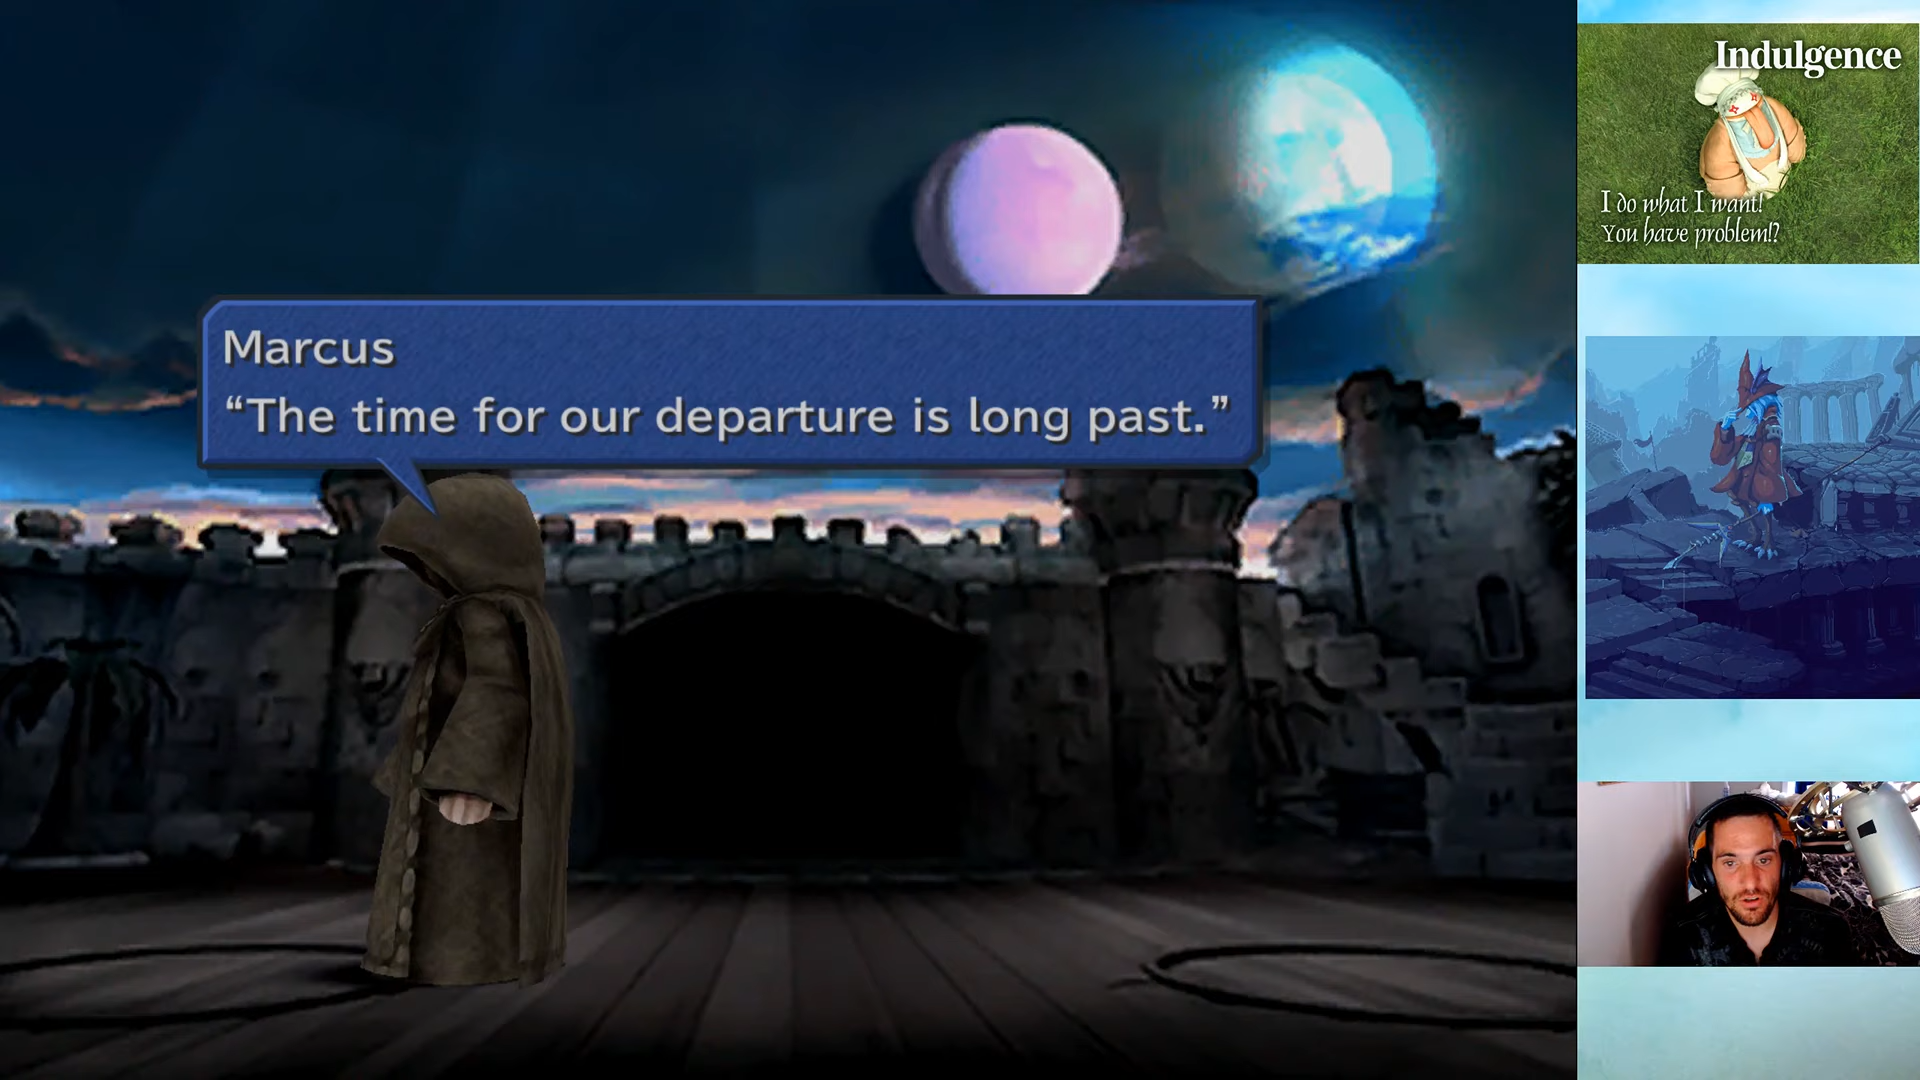 Marcus
“The time for our departure is long past.”
Indulgence
I do what I want!
You have problem!?